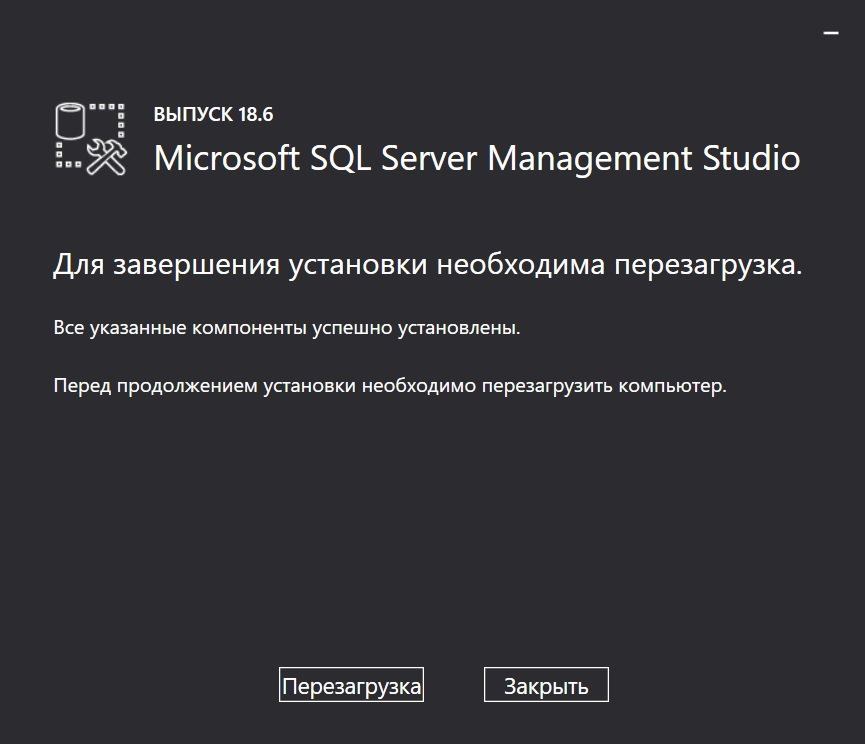 ВЫПУСК 18.6
Microsoft SQL Server Management Studio
Для завершения установки необходима перезагрузка.
Все указанные компоненты успешно установлены.
Перед продолжением установки необходимо перезагрузить компьютер.
Перезагрузка
Закрыть